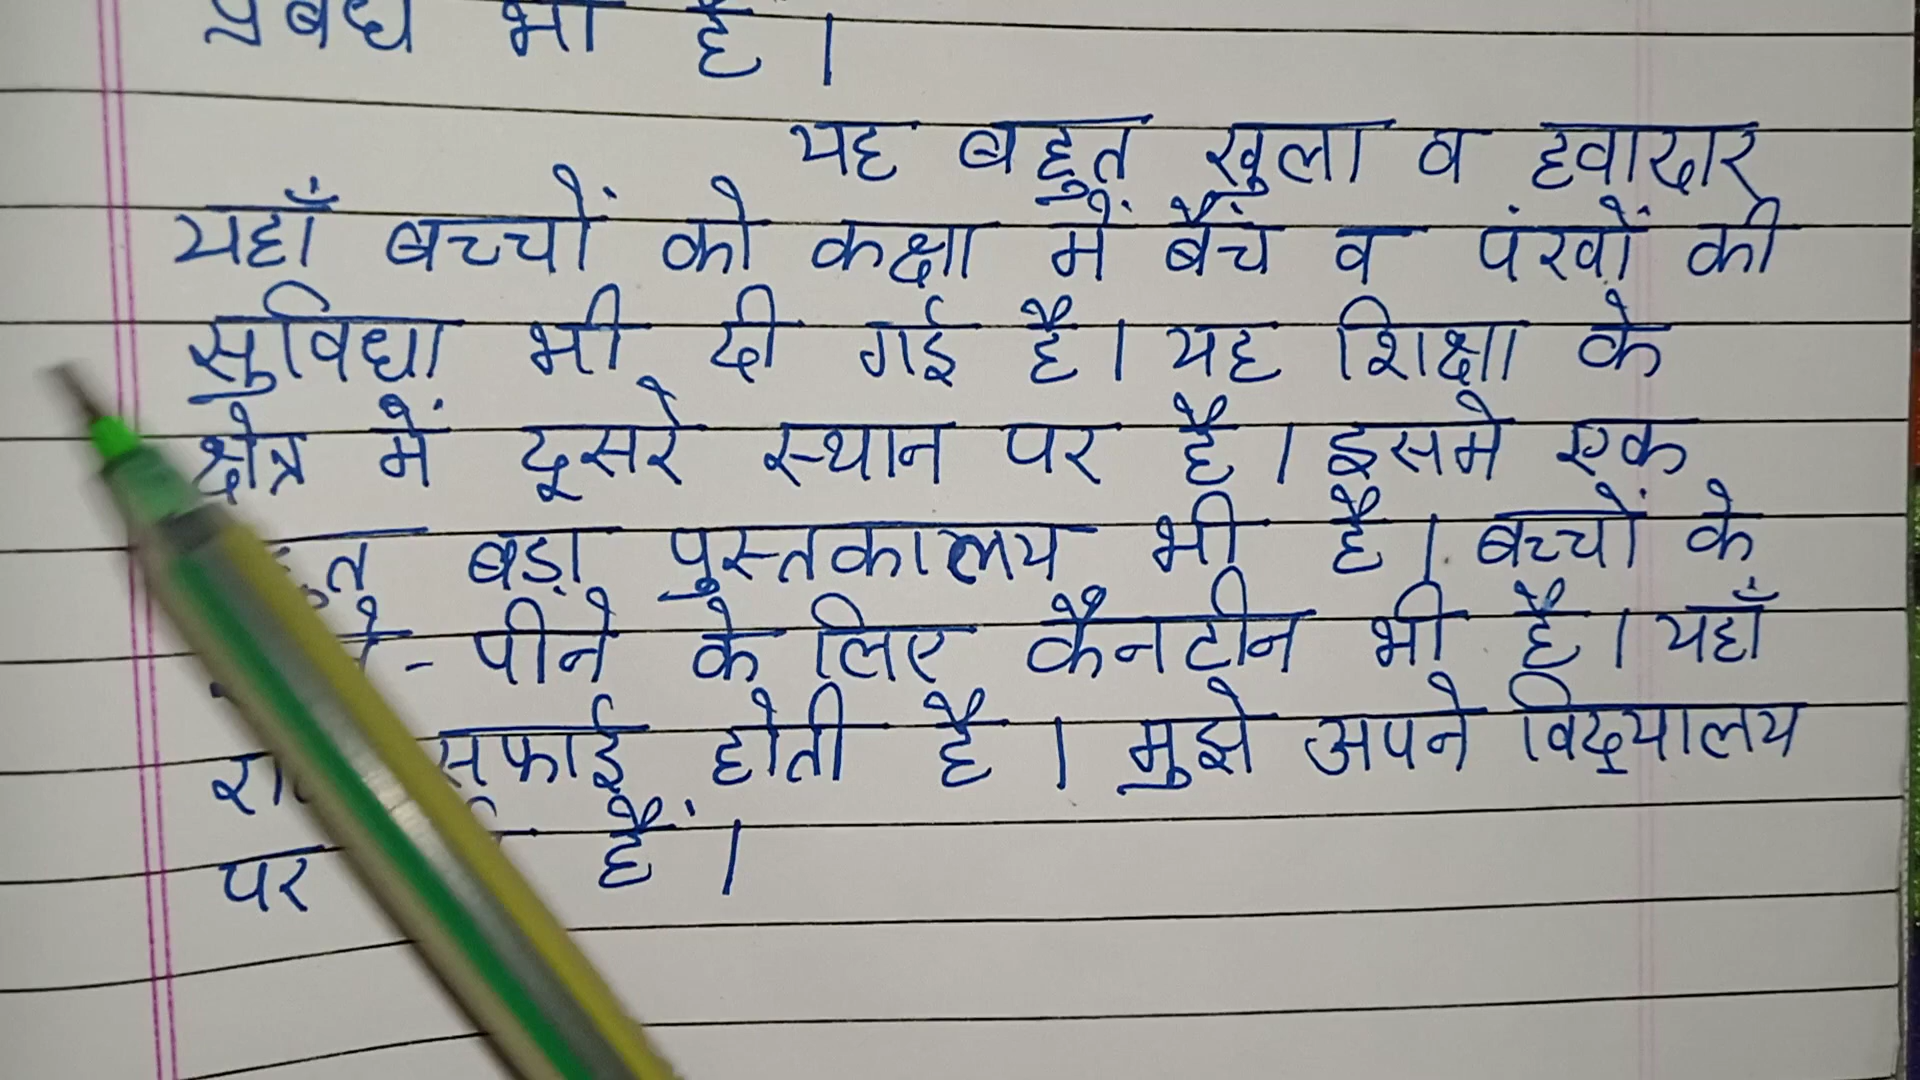 प्रबंध भी है ।
यह बहुत खुला व हवादार
यहाँ बच्चों को कक्षा में बैंच व पंखों की
सुविधा भी दी गई है । यह शिक्षा के
क्षेत्र में दूसरे स्थान पर है । इसमे एक
बड़ा पुस्तकालय भी है । बच्चों के
- पीने के लिए कैनटीन भी है । यहाँ
सफाई होती है । मुझे अपने विद्यालय
पर हैं ।